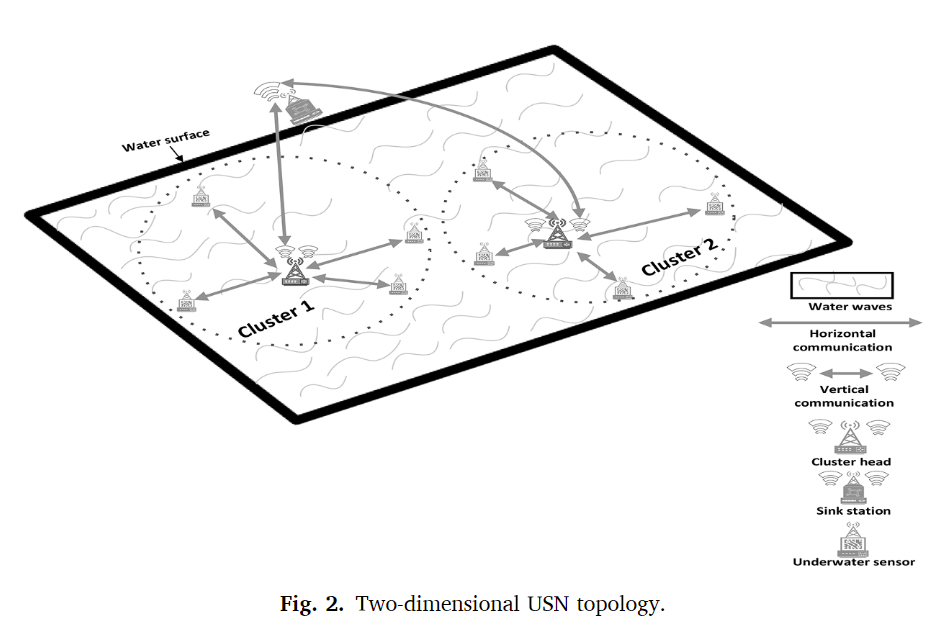 Water surface
Cluster 1
Cluster 2
Water waves
Horizontal
communication
Vertical
communication
Cluster head
Sink station
Underwater sensor
Fig. 2. Two-dimensional USN topology.